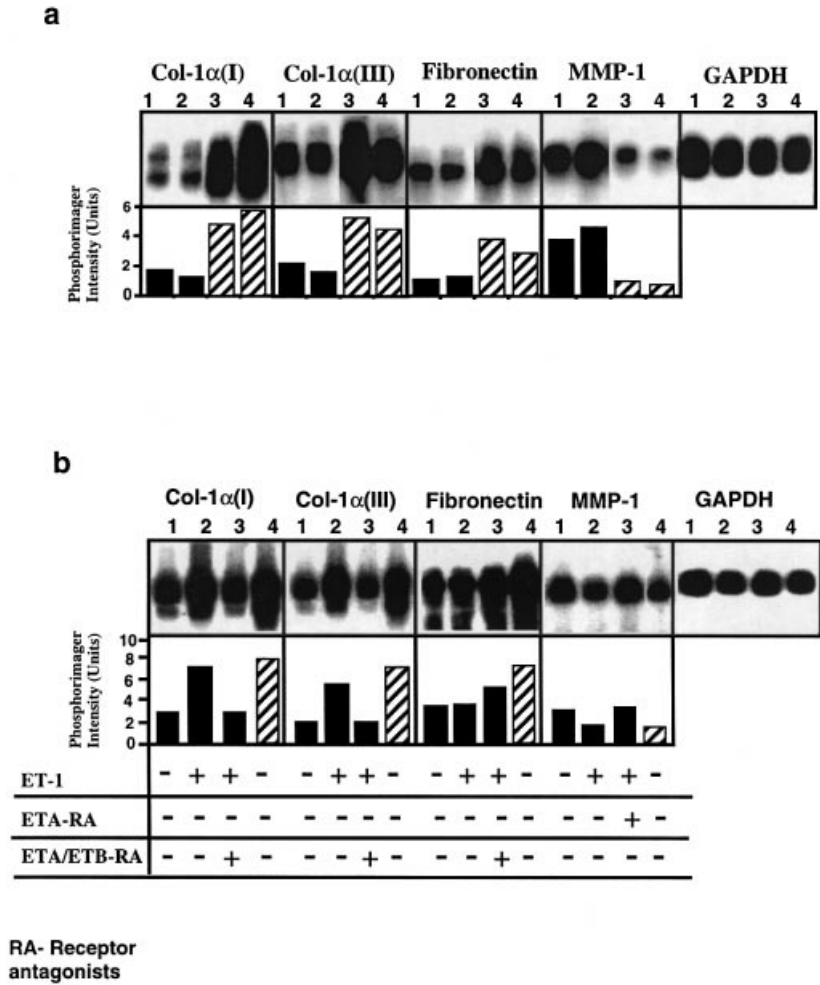 a
Col-1α(I) Col-1α(III) Fibronectin MMP-1 GAPDH
1 2 3 4 1 2 3 4 1 2 3 4 1 2 3 4 1 2 3 4
Phosphorimager
Intensity (Units)
6
4
2
0
b
Col-1α(I) Col-1α(III) Fibronectin MMP-1 GAPDH
1 2 3 4 1 2 3 4 1 2 3 4 1 2 3 4 1 2 3 4
Phosphorimager
Intensity (Units)
10
8
6
4
2
0
ET-1 - + + - - + + - - + + - - + + -
ETA-RA - - - - - - - - - - - - - - + -
ETA/ETB-RA - - + - - - + - - - + - - - - -
RA- Receptor
antagonists